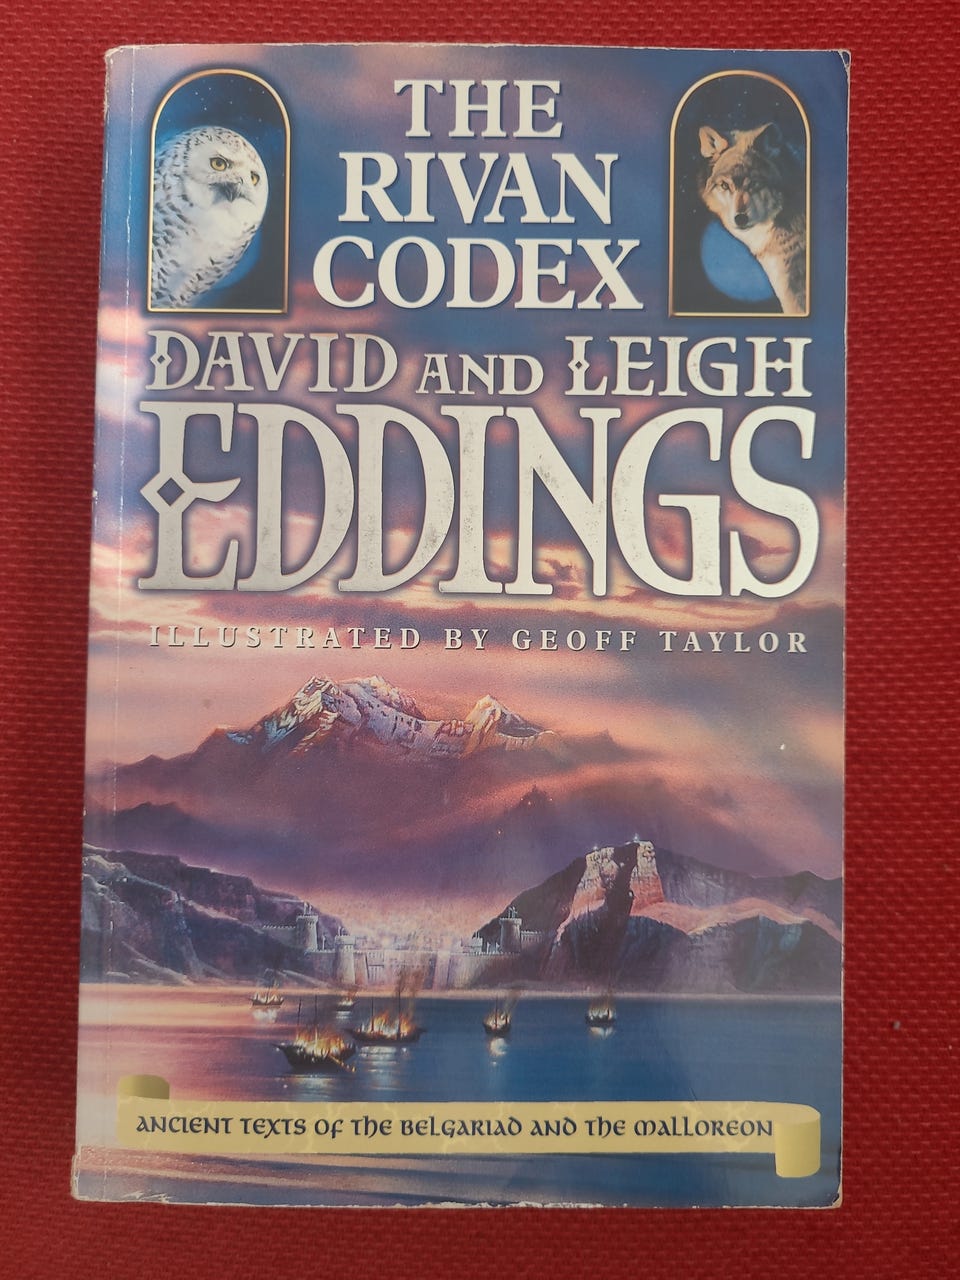 THE
RIVAN
CODEX
DAVID AND LEIGH
EDDINGS
ILLUSTRATED BY GEOFF TAYLOR
ANCIENT TEXTS OF THE BELGARIAD AND THE MALLOREON